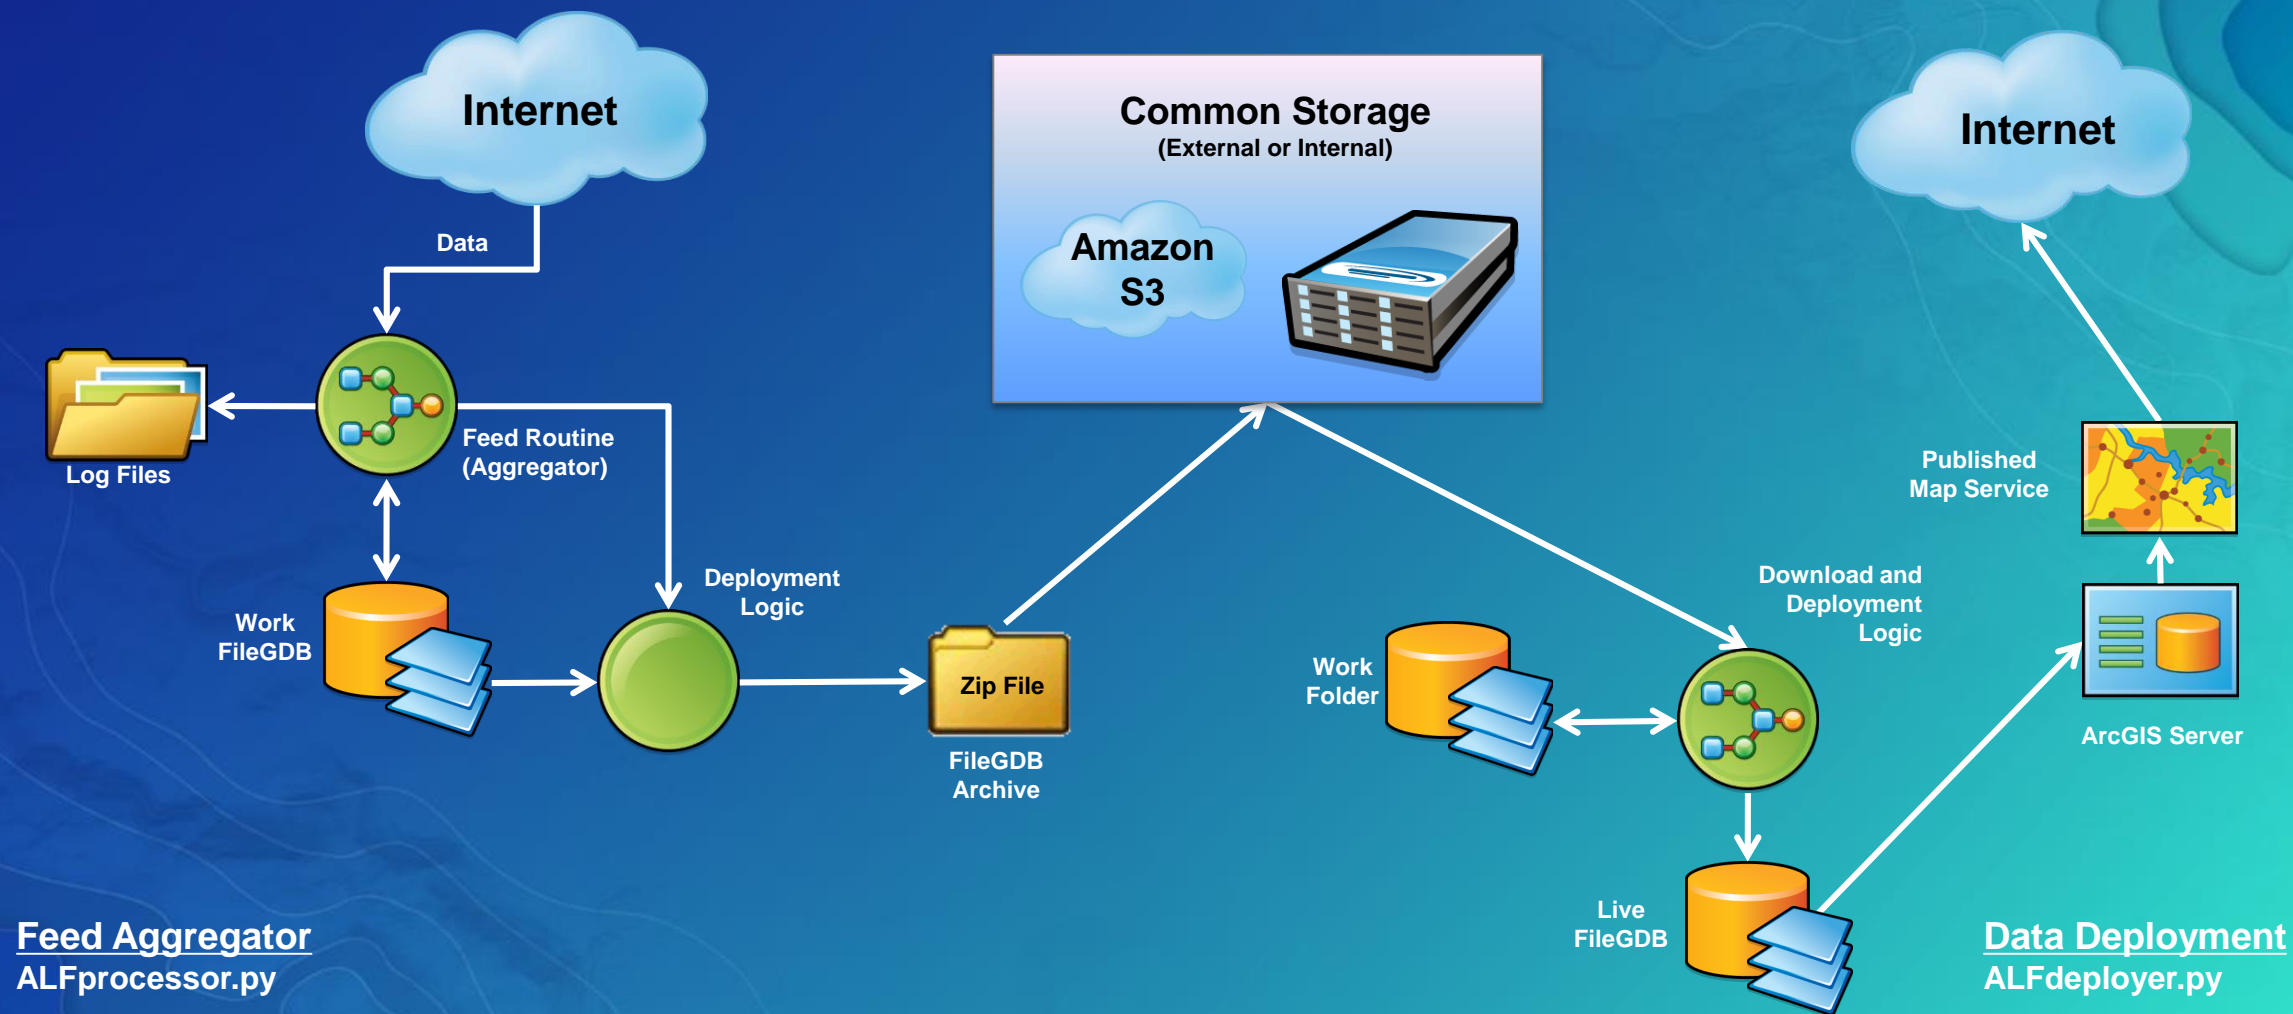 Internet
Data
Log Files
Feed Routine
(Aggregator)
Work
FileGDB
Deployment
Logic
Zip File
FileGDB
Archive
Feed Aggregator
ALFprocessor.py
Common Storage
(External or Internal)
Amazon
S3
Internet
Published
Map Service
Download and
Deployment
Logic
Work
Folder
ArcGIS Server
Live
FileGDB
Data Deployment
ALFdeployer.py